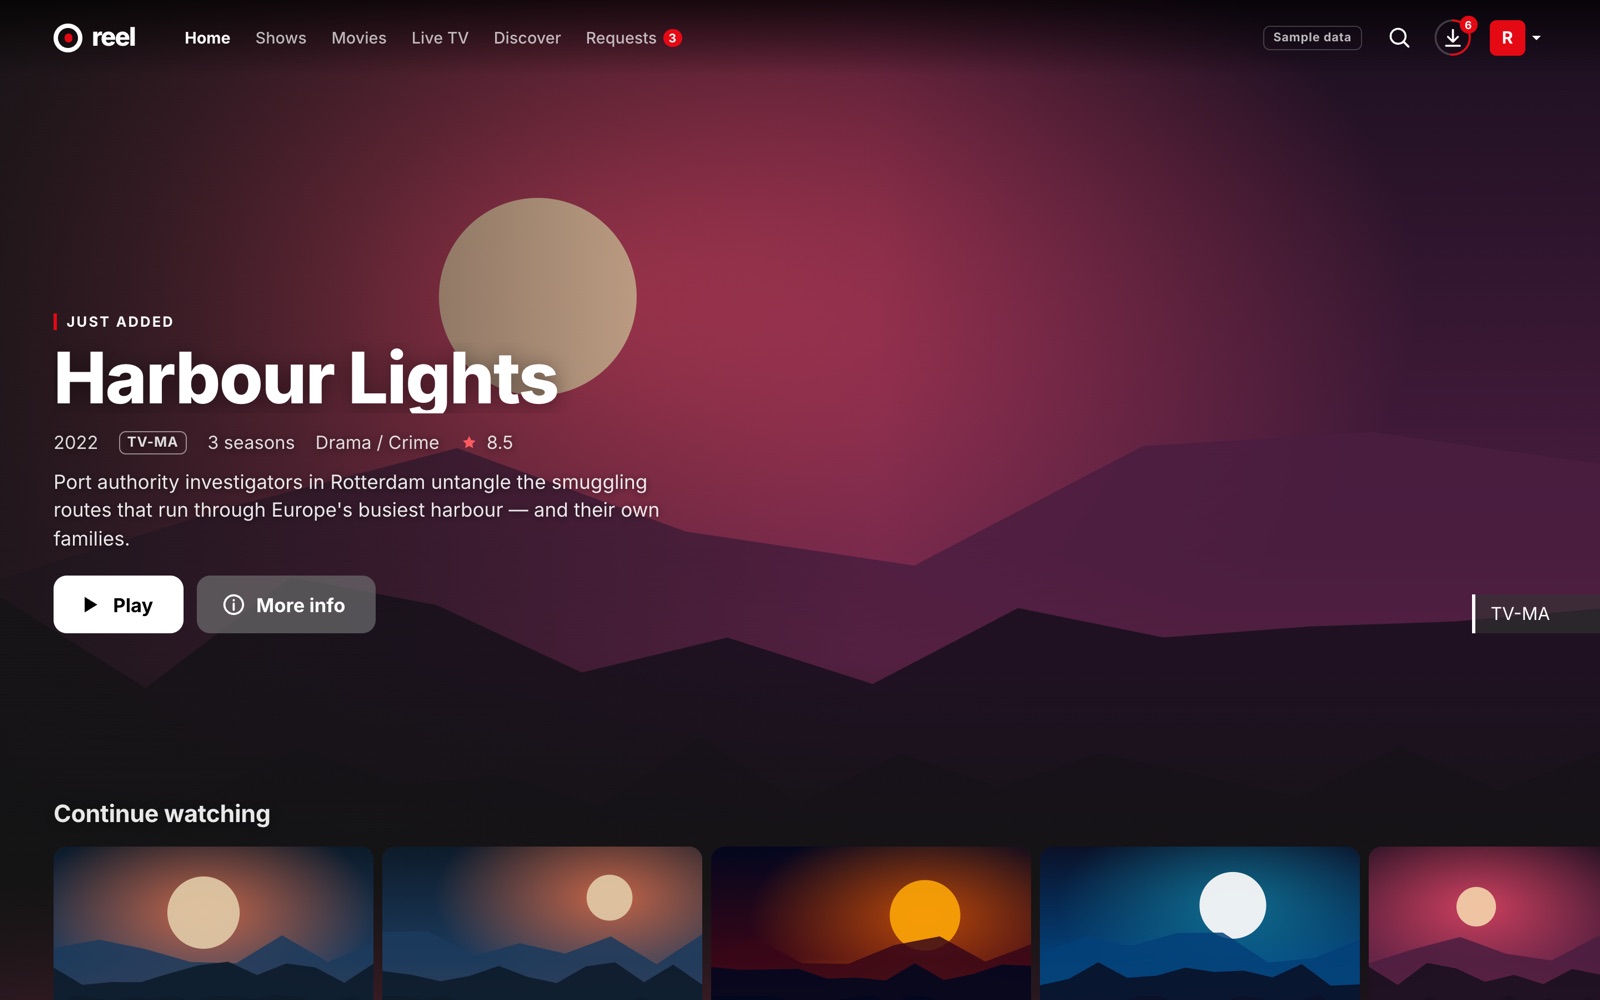 reel
Home Shows Movies Live TV Discover Requests 3
Sample data
6
R
JUST ADDED
Harbour Lights
2022 TV-MA 3 seasons Drama / Crime 8.5
Port authority investigators in Rotterdam untangle the smuggling
routes that run through Europe's busiest harbour — and their own
families.
Play
More info
TV-MA
Continue watching